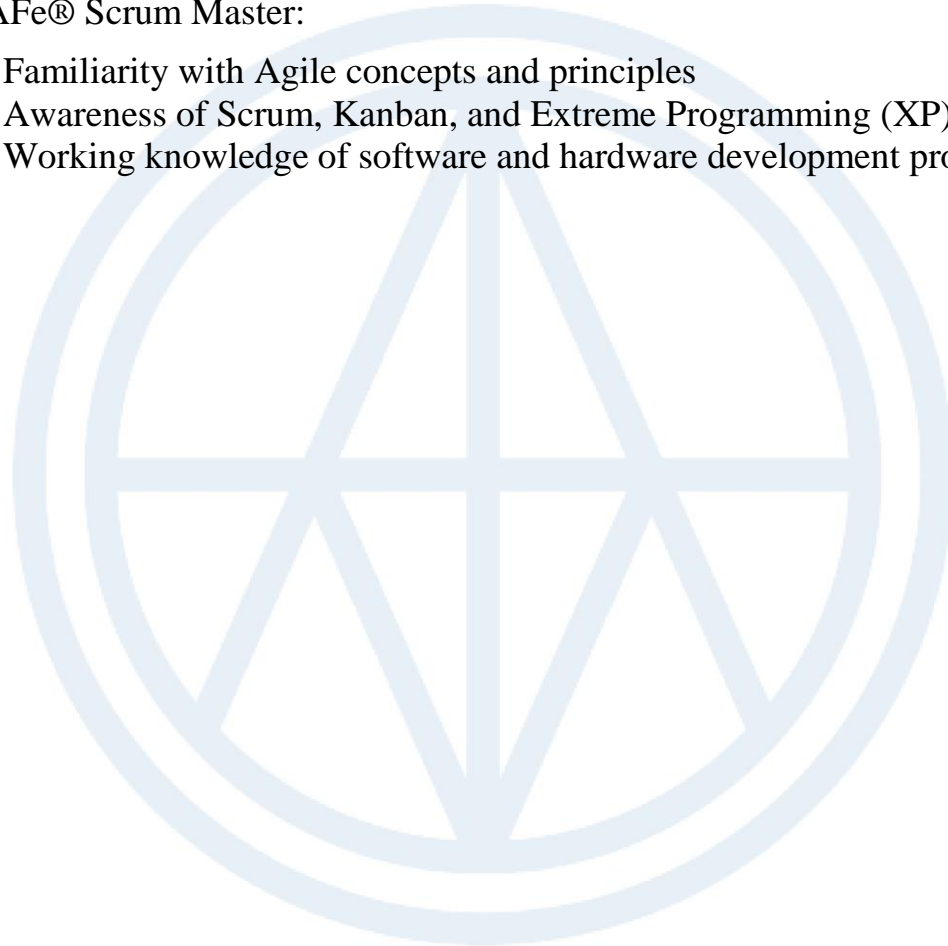 AFe® Scrum Master:
Familiarity with Agile concepts and principles
Awareness of Scrum, Kanban, and Extreme Programming (XP)
Working knowledge of software and hardware development pro